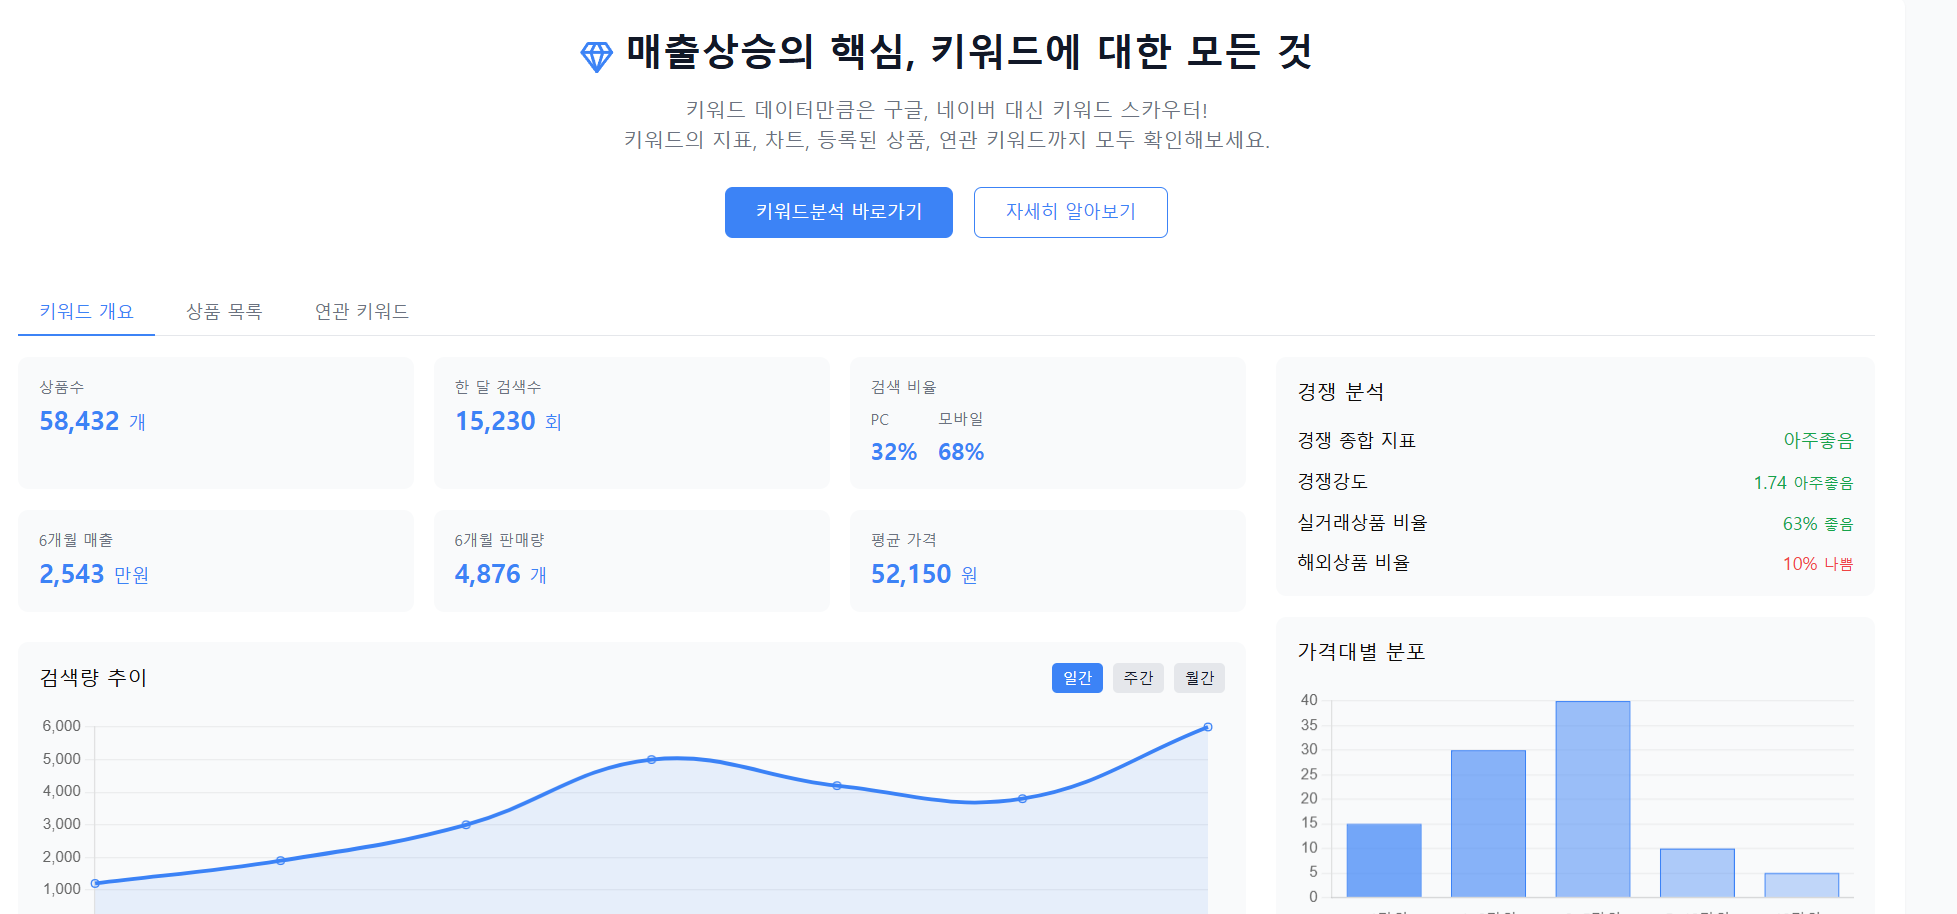 매출상승의 핵심, 키워드에 대한 모든 것
키워드 데이터만큼은 구글, 네이버 대신 키워드 스카우터!
키워드의 지표, 차트, 등록된 상품, 연관 키워드까지 모두 확인해보세요.
키워드분석 바로가기
자세히 알아보기
키워드 개요
상품 목록
연관 키워드
상품수
58,432 개
한 달 검색수
15,230 회
검색 비율
PC
모바일
32%
68%
6개월 매출
2,543 만원
6개월 판매량
4,876 개
평균 가격
52,150 원
경쟁 분석
경쟁 종합 지표
아주좋음
경쟁강도
1.74 아주좋음
실거래상품 비율
63% 좋음
해외상품 비율
10% 나쁨
검색량 추이
일간
주간
월간
6,000
5,000
4,000
3,000
2,000
1,000
가격대별 분포
40
35
30
25
20
15
10
5
0